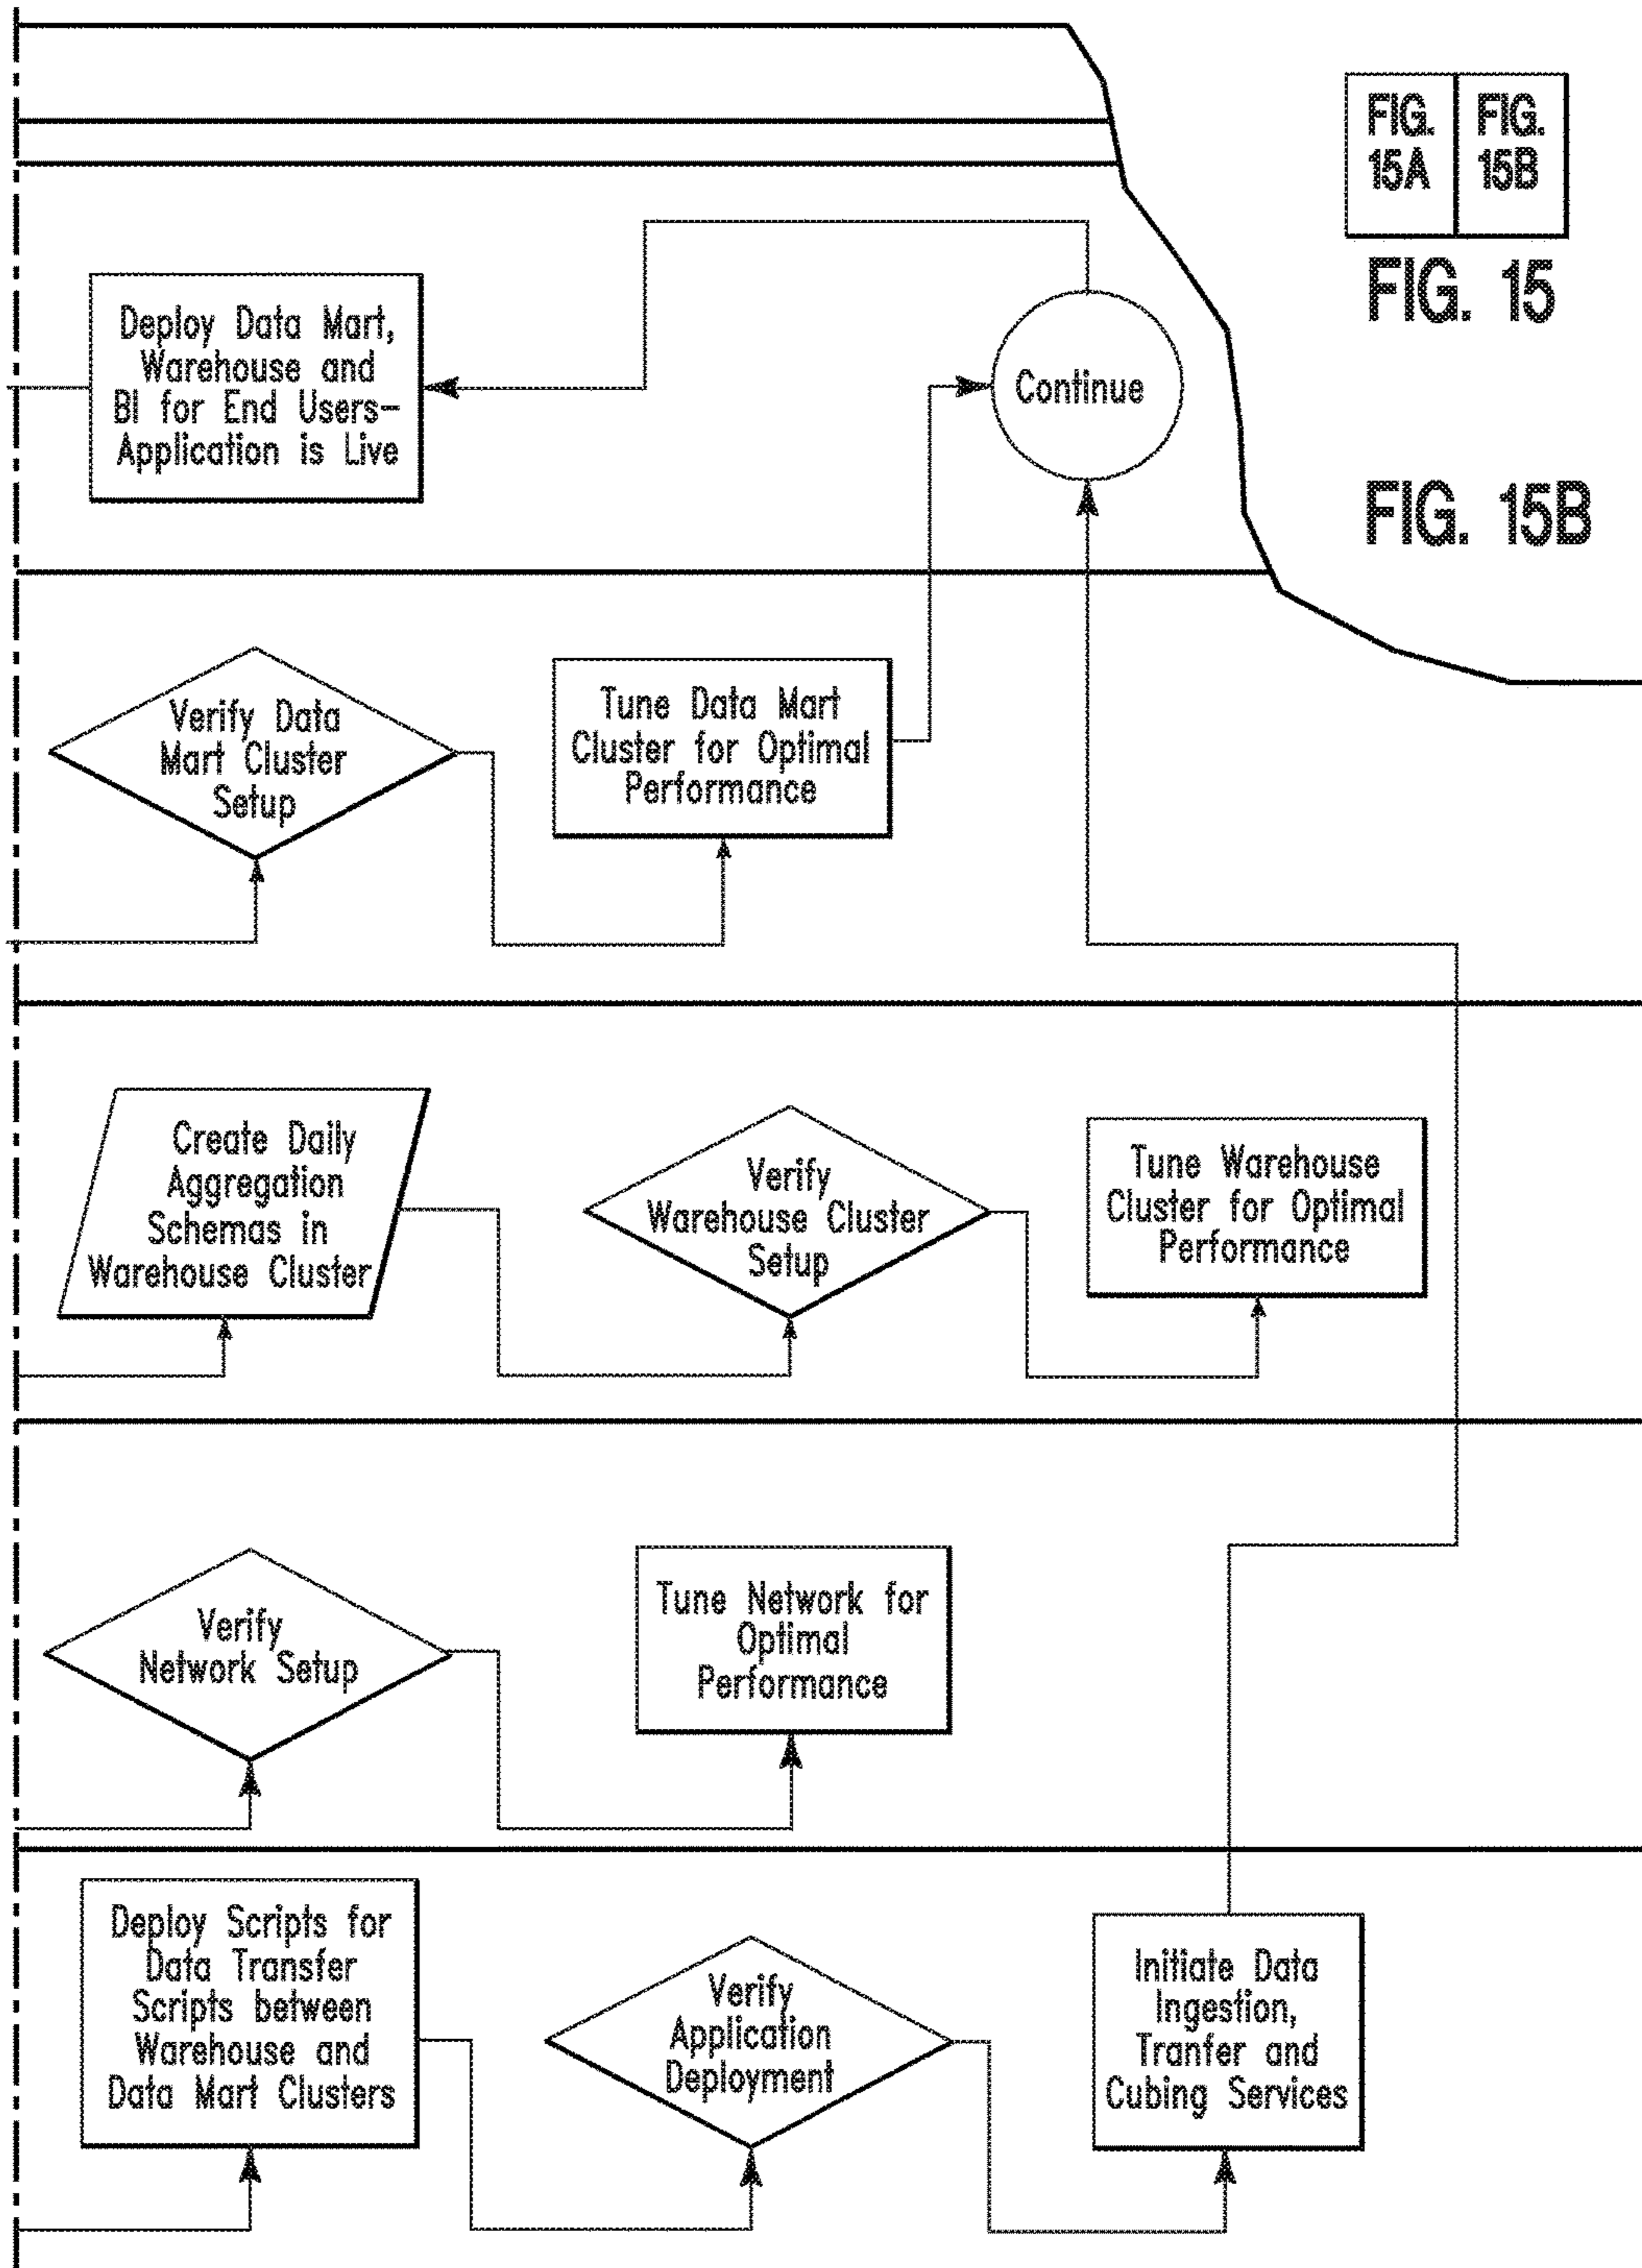 FIG.
15A
FIG.
15B
FIG. 15
FIG. 15B
Deploy Data Mart,
Warehouse and
BI for End Users-
Application is Live
Continue
Verify Data
Mart Cluster
Setup
Tune Data Mart
Cluster for Optimal
Performance
Create Daily
Aggregation
Schemas in
Warehouse Cluster
Verify
Warehouse Cluster
Setup
Tune Warehouse
Cluster for Optimal
Performance
Verify
Network Setup
Tune Network for
Optimal
Performance
Deploy Scripts for
Data Transfer
Scripts between
Warehouse and
Data Mart Clusters
Verify
Application
Deployment
Initiate Data
Ingestion,
Tranfer and
Cubing Services